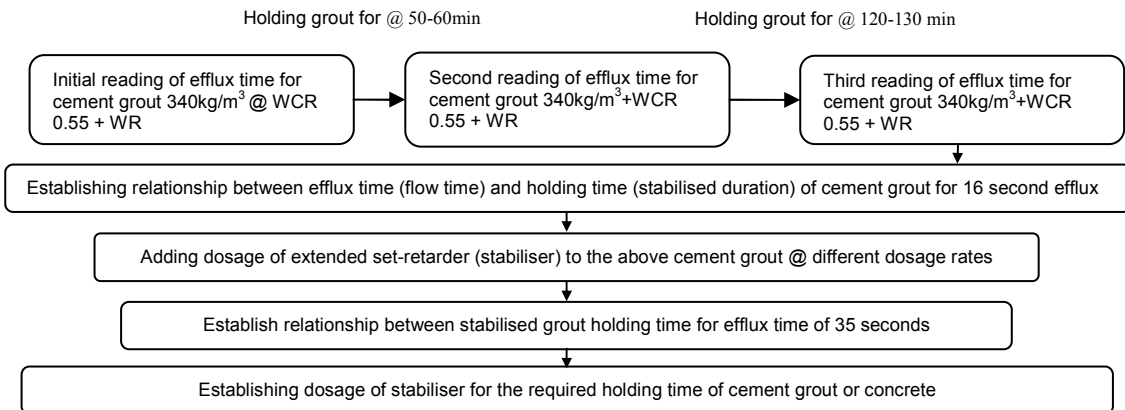 Holding grout for @ 50-60min
Holding grout for @ 120-130 min
Initial reading of efflux time for
cement grout 340kg/m³ @ WCR
0.55 + WR
Second reading of efflux time for
cement grout 340kg/m³+WCR
0.55 + WR
Third reading of efflux time for
cement grout 340kg/m³+WCR
0.55 + WR
Establishing relationship between efflux time (flow time) and holding time (stabilised duration) of cement grout for 16 second efflux
Adding dosage of extended set-retarder (stabiliser) to the above cement grout @ different dosage rates
Establish relationship between stabilised grout holding time for efflux time of 35 seconds
Establishing dosage of stabiliser for the required holding time of cement grout or concrete